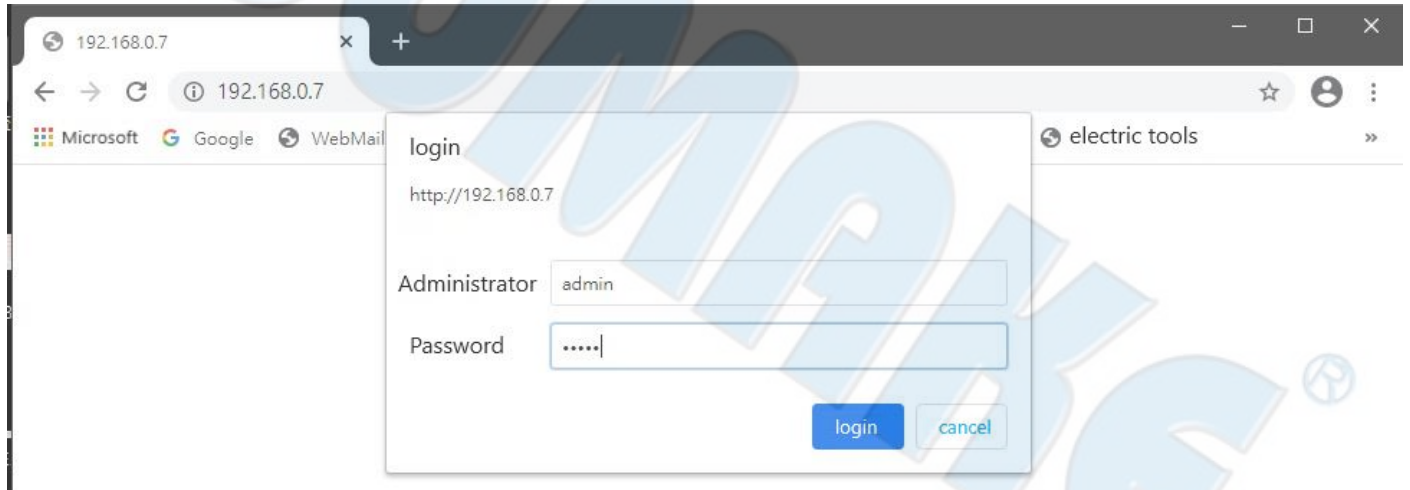 192.168.0.7
192.168.0.7
Microsoft Google WebMail electric tools
login
http://192.168.0.7
Administrator admin
Password •••••
login cancel